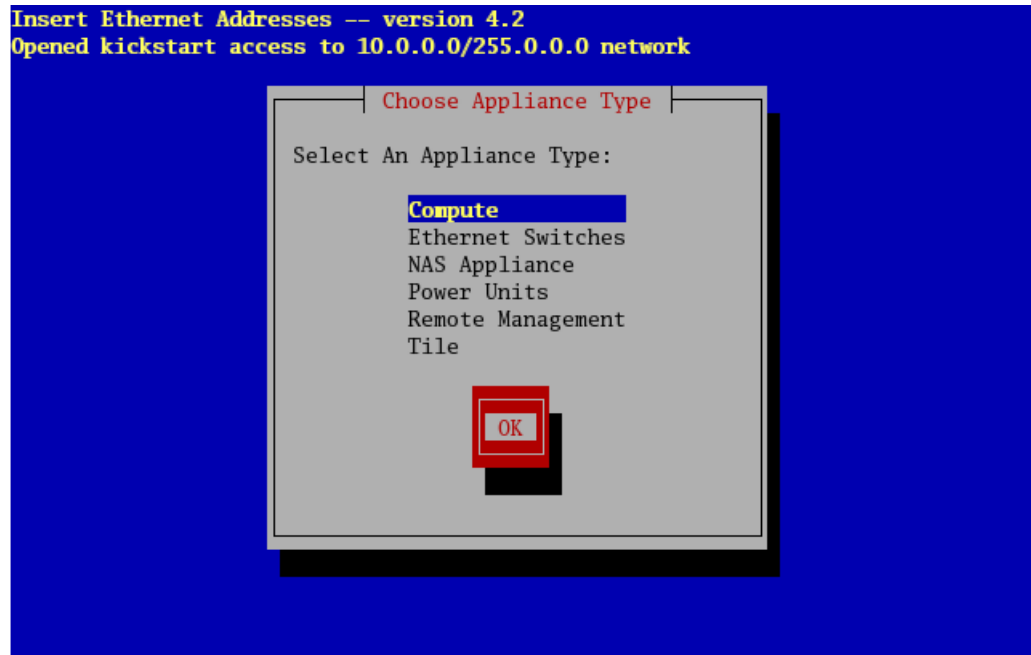 Insert Ethernet Addresses -- version 4.2
Opened kickstart access to 10.0.0.0/255.0.0.0 network
Choose Appliance Type
Select An Appliance Type:
Compute
Ethernet Switches
NAS Appliance
Power Units
Remote Management
Tile
OK